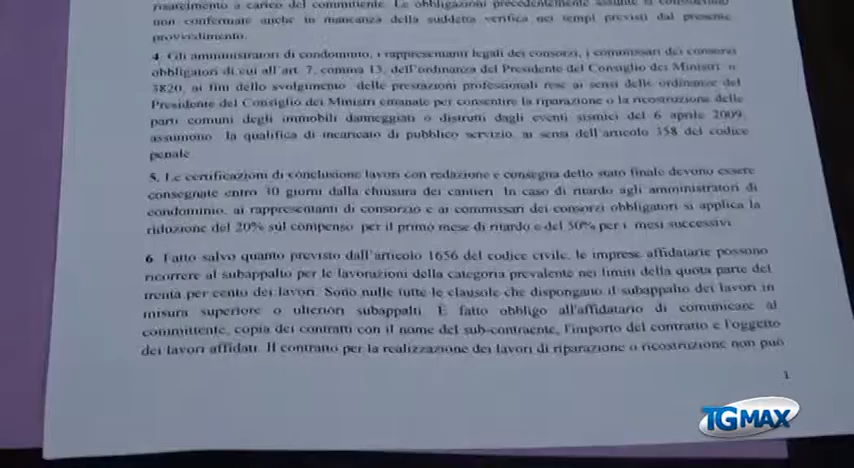 risarcimento a carico del committente. Le obbligazioni precedentemente assunte si considerano
non confermate anche in mancanza della suddetta verifica nei tempi previsti dal presente
provvedimento.
4. Gli amministratori di condominio, i rappresentanti legali dei consorzi, i commissari dei consorzi
obbligatori di cui all'art. 7, comma 13, dell'ordinanza del Presidente del Consiglio dei Ministri n.
3820, ai fini dello svolgimento delle prestazioni professionali rese ai sensi delle ordinanze del
Presidente del Consiglio dei Ministri emanate per consentire la riparazione o la ricostruzione delle
parti comuni degli immobili danneggiati o distrutti dagli eventi sismici del 6 aprile 2009,
assumono la qualifica di incaricato di pubblico servizio, ai sensi dell'articolo 358 del codice
penale
5. Le certificazioni di conclusione lavori con redazione e consegna dello stato finale devono essere
consegnate entro 30 giorni dalla chiusura dei cantieri. In caso di ritardo agli amministratori di
condominio, ai rappresentanti di consorzio e ai commissari dei consorzi obbligatori si applica la
riduzione del 20% sul compenso per il primo mese di ritardo e del 50% per i mesi successivi
6. Fatto salvo quanto previsto dall'articolo 1656 del codice civile, le imprese affidatarie possono
ricorrere al subappalto per le lavorazioni della categoria prevalente nei limiti della quota parte del
trenta per cento dei lavori. Sono nulle tutte le clausole che dispongano il subappalto dei lavori in
misura superiore o ulteriori subappalti. È fatto obbligo all'affidatario di comunicare al
committente, copia dei contratti con il nome del sub-contraente, l'importo del contratto e l'oggetto
dei lavori affidati. Il contratto per la realizzazione dei lavori di riparazione o ricostruzione non può
1
TGMAX